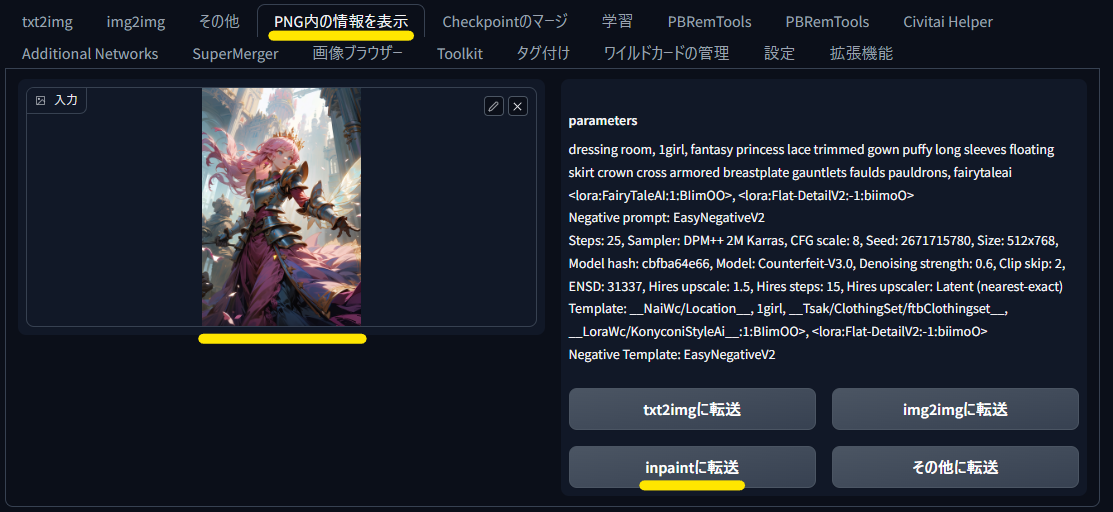 txt2img img2img その他 PNG内の情報を表示 Checkpointのマージ 学習 PBRemTools PBRemTools Civitai Helper
Additional Networks SuperMerger 画像ブラウザー Toolkit タグ付け ワイルドカードの管理 設定 拡張機能
入力
parameters
dressing room, 1girl, fantasy princess lace trimmed gown puffy long sleeves floating
skirt crown cross armored breastplate gauntlets faulds pauldrons, fairytaleai
<lora:FairyTaleAI:1:BIimOO>, <lora:Flat-DetailV2:-1:biimoO>
Negative prompt: EasyNegativeV2
Steps: 25, Sampler: DPM++ 2M Karras, CFG scale: 8, Seed: 2671715780, Size: 512x768,
Model hash: cbfba64e66, Model: Counterfeit-V3.0, Denoising strength: 0.6, Clip skip: 2,
ENSD: 31337, Hires upscale: 1.5, Hires steps: 15, Hires upscaler: Latent (nearest-exact)
Template: __NaiWc/Location__, 1girl, __Tsak/ClothingSet/ftbClothingset__,
__LoraWc/KonyconiStyleAi__:1:BIimOO>, <lora:Flat-DetailV2:-1:biimoO>
Negative Template: EasyNegativeV2
txt2imgに転送 img2imgに転送
inpaintに転送 その他に転送